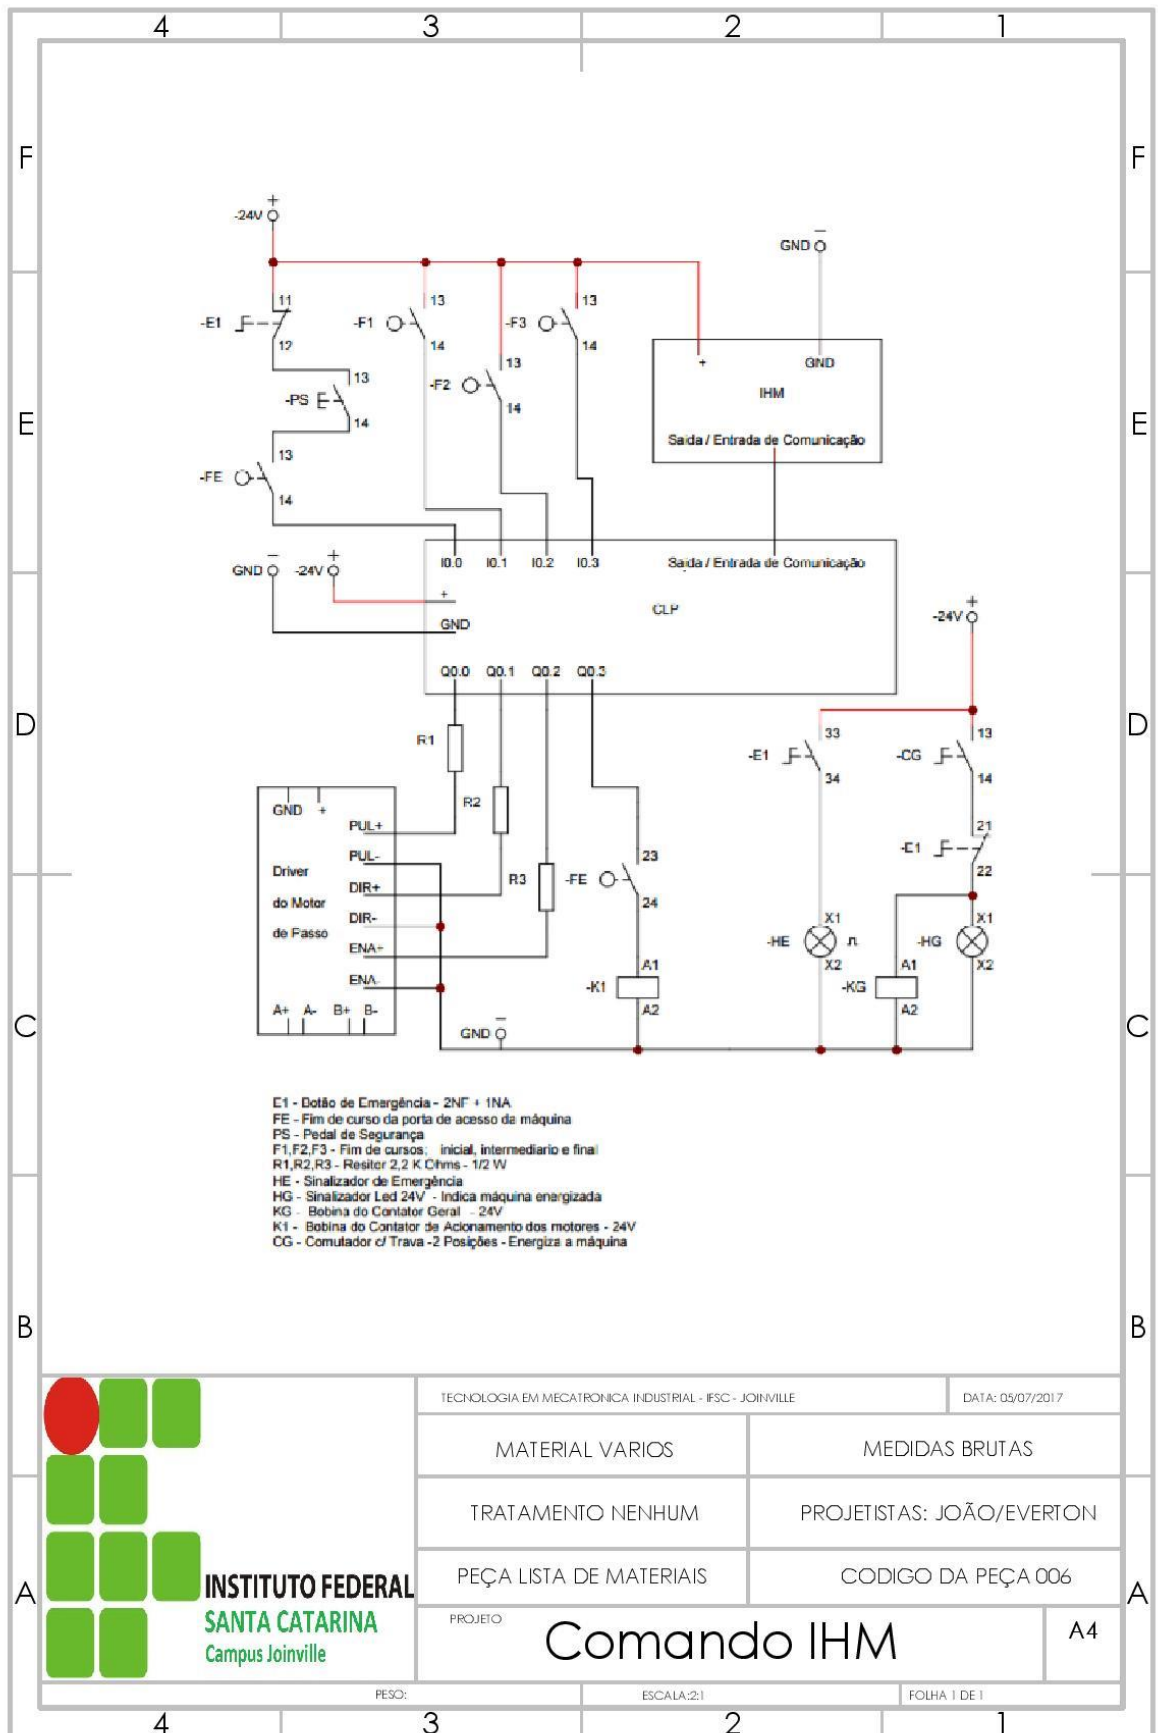 4 3 2 1
F F
+
-24V
GND
-E1 11 12
-F1 13 14
-F3 13 14
-F2 13 14
-PS 13 14
-FE 13 14
+ GND
IHM
Saida / Entrada de Comunicação
E E
GND -24V
I0.0 I0.1 I0.2 I0.3 Saida / Entrada de Comunicação
+
CLP
GND
Q0.0 Q0.1 Q0.2 Q0.3
+
-24V
D D
R1
R2
R3
-E1 33 34
-CG 13 14
-E1 21 22
GND +
PUL+
PUL-
Driver
DIR+
do Motor
DIR-
de Passo
ENA+
ENA-
A+ A- B+ B-
-FE 23 24
-K1 A1 A2
-HE X1 X2
-HG X1 X2
-KG A1 A2
GND
C C
E1 - Botão de Emergência - 2NF + 1NA
FE - Fim de curso da porta de acesso da máquina
PS - Pedal de Segurança
F1,F2,F3 - Fim de cursos; inicial, intermediario e final
R1,R2,R3 - Resitor 2,2 K Ohms - 1/2 W
HE - Sinalizador de Emergência
HG - Sinalizador Led 24V - Indica máquina energizada
KG - Bobina do Contator Geral - 24V
K1 - Bobina do Contator de Acionamento dos motores - 24V
CG - Comutador c/ Trava -2 Posições - Energiza a máquina
B B
TECNOLOGIA EM MECATRONICA INDUSTRIAL - IFSC - JOINVILLE DATA: 05/07/2017
MATERIAL VARIOS MEDIDAS BRUTAS
TRATAMENTO NENHUM PROJETISTAS: JOÃO/EVERTON
PEÇA LISTA DE MATERIAIS CODIGO DA PEÇA 006
A A
INSTITUTO FEDERAL
SANTA CATARINA
Campus Joinville
PROJETO Comando IHM A4
PESO: ESCALA:2:1 FOLHA 1 DE 1
4 3 2 1